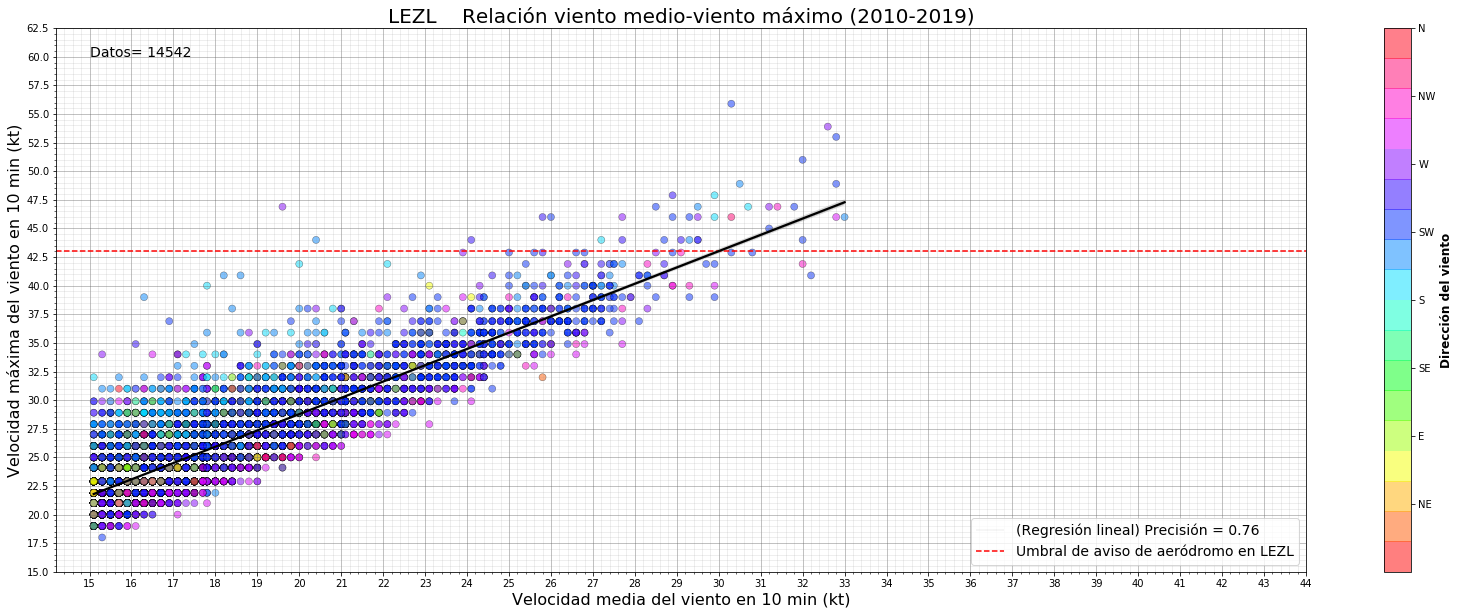 LEZL    Relación viento medio-viento máximo (2010-2019)
Datos= 14542
Velocidad máxima del viento en 10 min (kt)
62.5
60.0
57.5
55.0
52.5
50.0
47.5
45.0
42.5
40.0
37.5
35.0
32.5
30.0
27.5
25.0
22.5
20.0
17.5
15.0
15 16 17 18 19 20 21 22 23 24 25 26 27 28 29 30 31 32 33 34 35 36 37 38 39 40 41 42 43 44
Velocidad media del viento en 10 min (kt)
(Regresión lineal) Precisión = 0.76
Umbral de aviso de aeródromo en LEZL
N
NW
W
SW
S
SE
E
NE
Dirección del viento